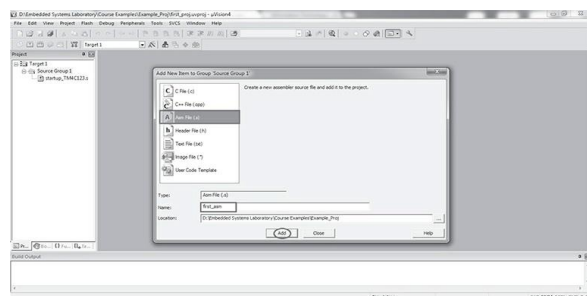 D:\Embedded Systems Laboratory\Course Examples\Example_Proj\first_proj.uvproj - µVision4
File Edit View Project Flash Debug Peripherals Tools SVCS Window Help
Target 1
Project
Target 1
Source Group 1
startup_TM4C123.s
Add New Item to Group 'Source Group 1'
C File (.c)
C++ File (.cpp)
Asm File (.s)
Header File (.h)
Text File (.txt)
Image File (.*)
User Code Template
Create a new assembler source file and add it to the project.
Type: Asm File (.s)
Name: first_asm
Location: D:\Embedded Systems Laboratory\Course Examples\Example_Proj
...
Add Close Help
Build Output